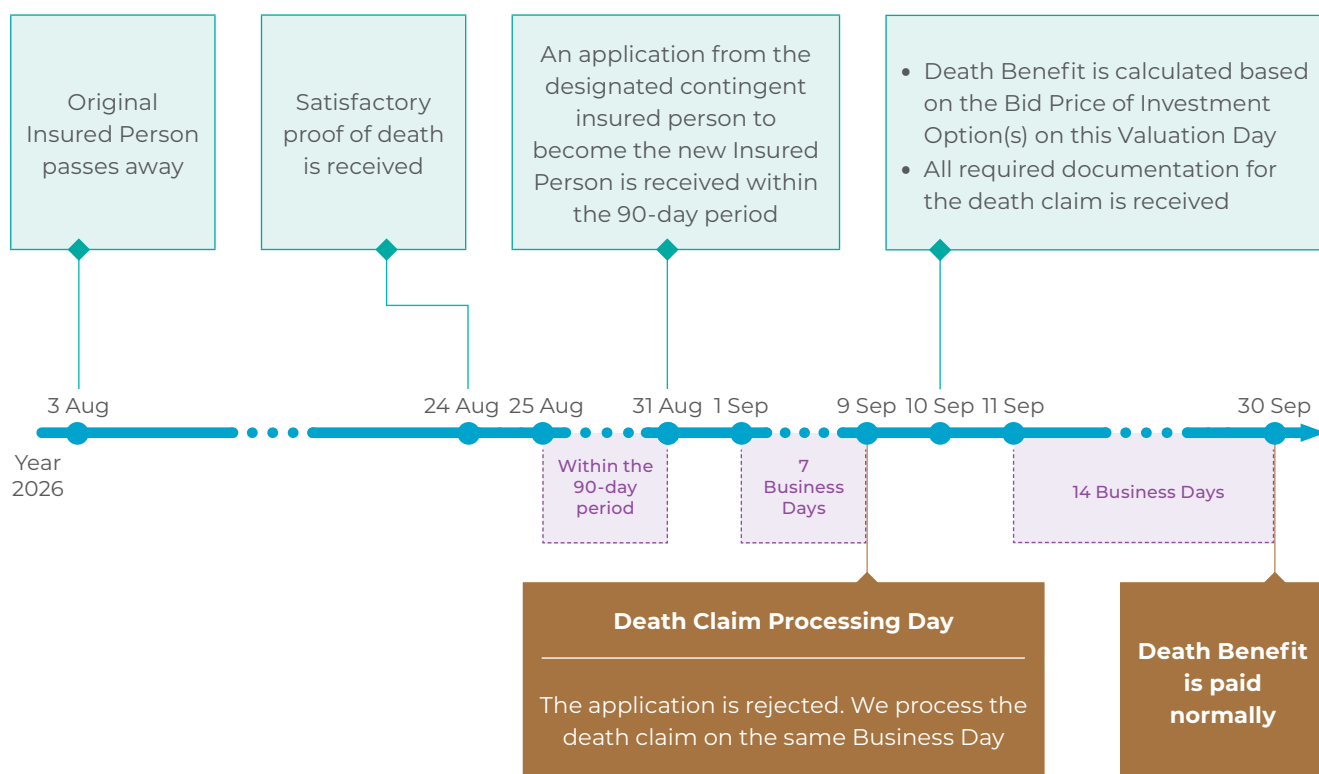 Original
Insured Person
passes away
Satisfactory
proof of death
is received
An application from the
designated contingent
insured person to
become the new Insured
Person is received within
the 90-day period
• Death Benefit is calculated based
on the Bid Price of Investment
Option(s) on this Valuation Day
• All required documentation for
the death claim is received
3 Aug
24 Aug
25 Aug
31 Aug
1 Sep
9 Sep
10 Sep
11 Sep
30 Sep
Year
2026
Within the
90-day
period
7
Business
Days
14 Business Days
Death Claim Processing Day
The application is rejected. We process the
death claim on the same Business Day
Death Benefit
is paid
normally